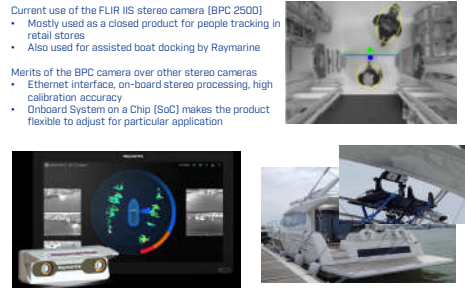 Current use of the FLIR IIS stereo camera (BPC 2500)
• Mostly used as a closed product for people tracking in
retail stores
• Also used for assisted boat docking by Raymarine
Merits of the BPC camera over other stereo cameras
• Ethernet interface, on-board stereo processing, high
calibration accuracy
• Onboard System on a Chip (SoC) makes the product
flexible to adjust for particular application